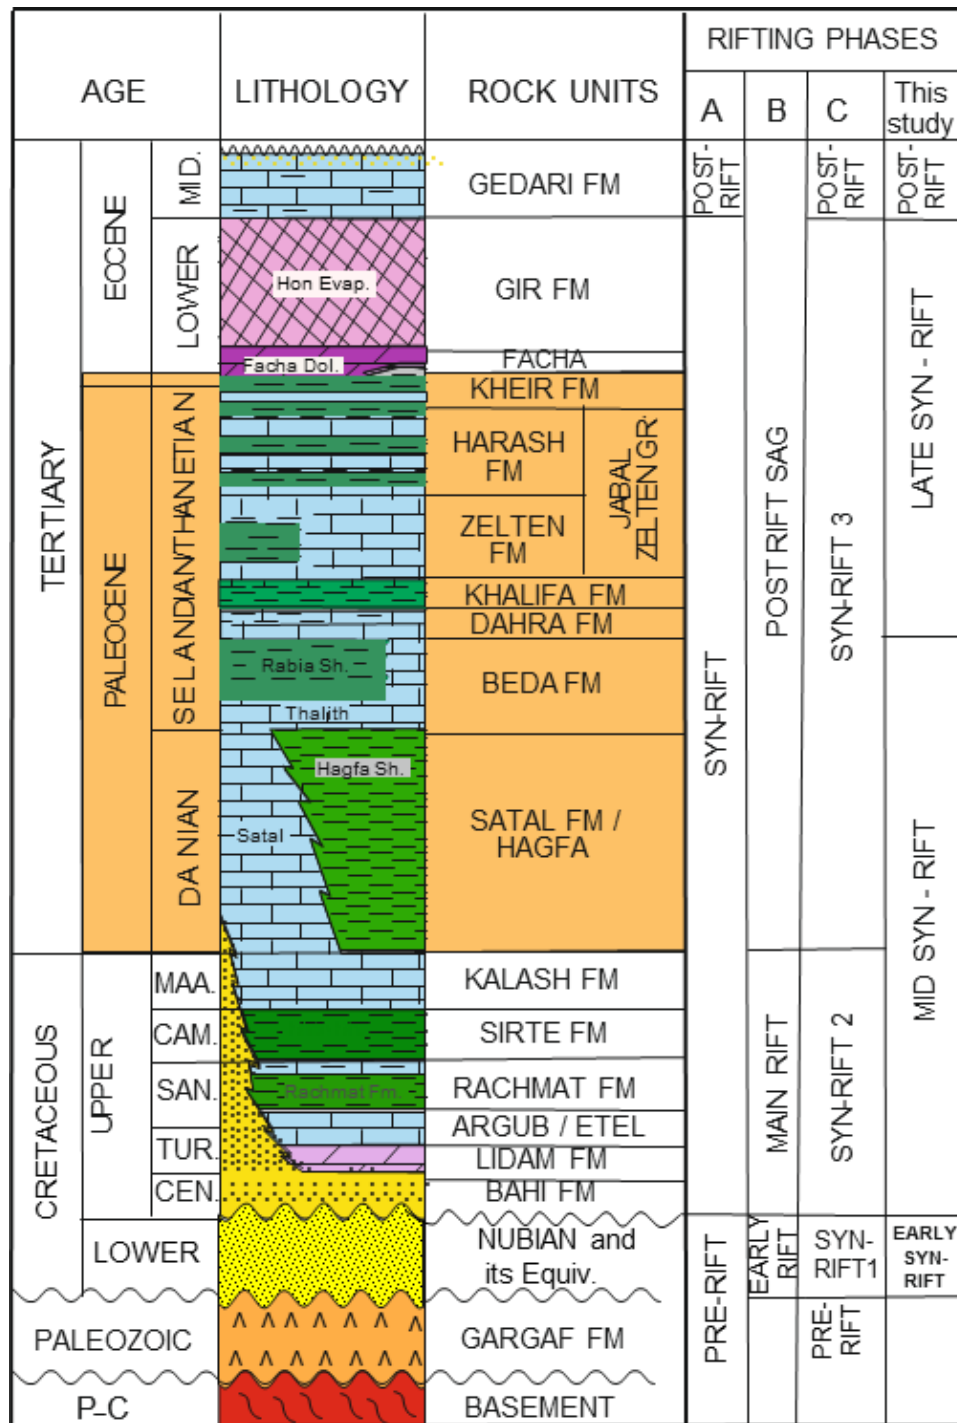 RIFTING PHASES
AGE
LITHOLOGY
ROCK UNITS
A
B
C
This
study
TERTIARY
EOCENE
MID.
GEDARI FM
POST-
RIFT
POST-
RIFT
POST-
RIFT
LOWER
Hon Evap.
GIR FM
Facha Dol.
FACHA
PALEOCENE
SELANDIAN/THANETIAN
KHEIR FM
HARASH
FM
JABAL
ZELTEN GR.
ZELTEN
FM
KHALIFA FM
DAHRA FM
Rabia Sh.
BEDA FM
Thalith
DANIAN
Hagfa Sh.
Satal
SATAL FM /
HAGFA
SYN-RIFT
POST RIFT SAG
SYN-RIFT 3
LATE SYN - RIFT
MID SYN - RIFT
CRETACEOUS
UPPER
MAA.
KALASH FM
CAM.
SIRTE FM
SAN.
Rachmat Fm.
RACHMAT FM
ARGUB / ETEL
TUR.
LIDAM FM
CEN.
BAHI FM
MAIN RIFT
SYN-RIFT 2
LOWER
NUBIAN and
its Equiv.
PRE-RIFT
EARLY
RIFT
SYN-
RIFT1
EARLY
SYN-
RIFT
PALEOZOIC
GARGAF FM
PRE-
RIFT
P–C
BASEMENT